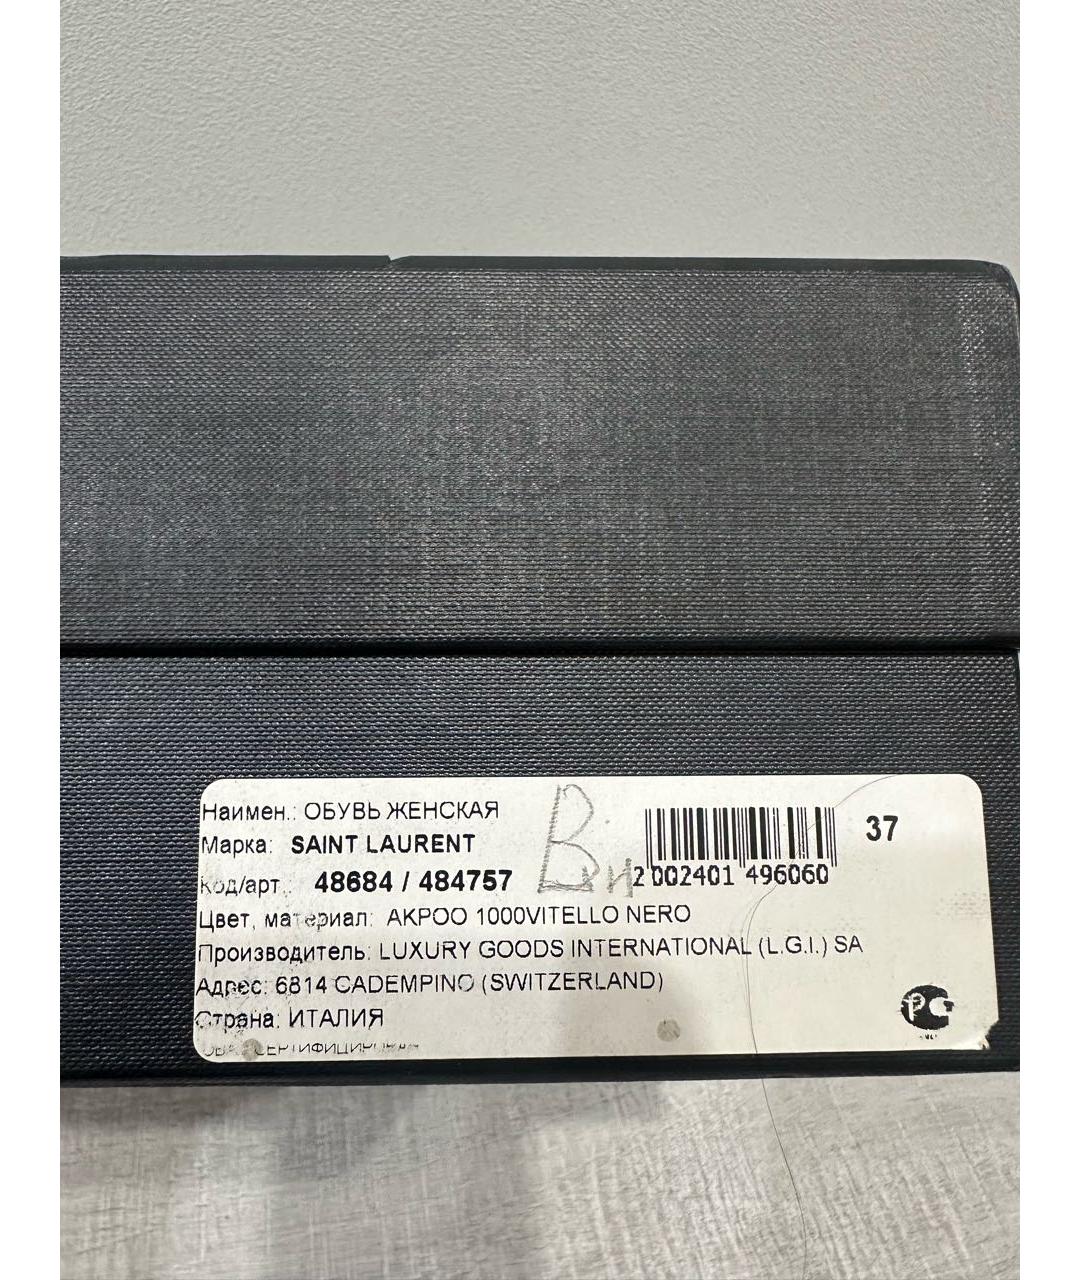 Наимен.: ОБУВЬ ЖЕНСКАЯ
Марка: SAINT LAURENT
Код/арт.: 48684 / 484757
Цвет, материал: AKPOO 1000VITELLO NERO
Производитель: LUXURY GOODS INTERNATIONAL (L.G.I.) SA
Адрес: 6814 CADEMPINO (SWITZERLAND)
Страна: ИТАЛИЯ
2 002401 496060
37
РС